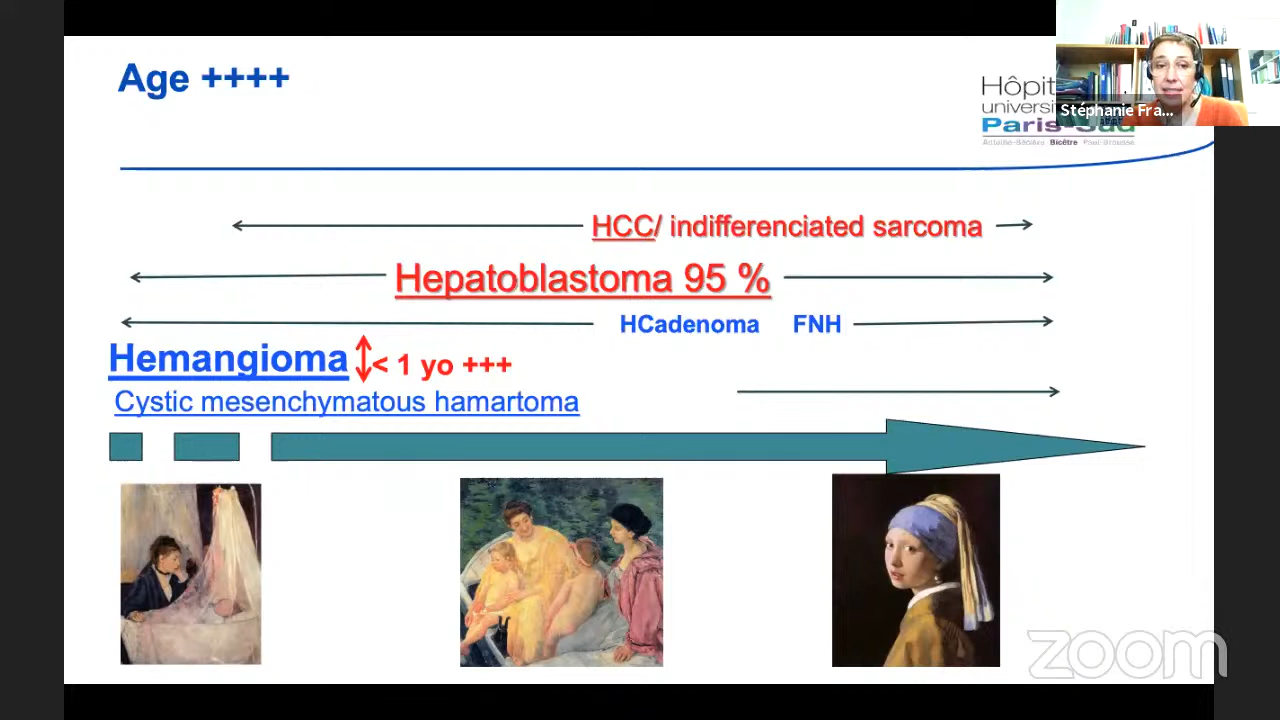 Age ++++
Hôpit
universi
Paris-Sud
Bicêtre
Stéphanie Fra...
HCC/ indifferenciated sarcoma
Hepatoblastoma 95 %
HCadenoma FNH
Hemangioma < 1 yo +++
Cystic mesenchymatous hamartoma
zoom